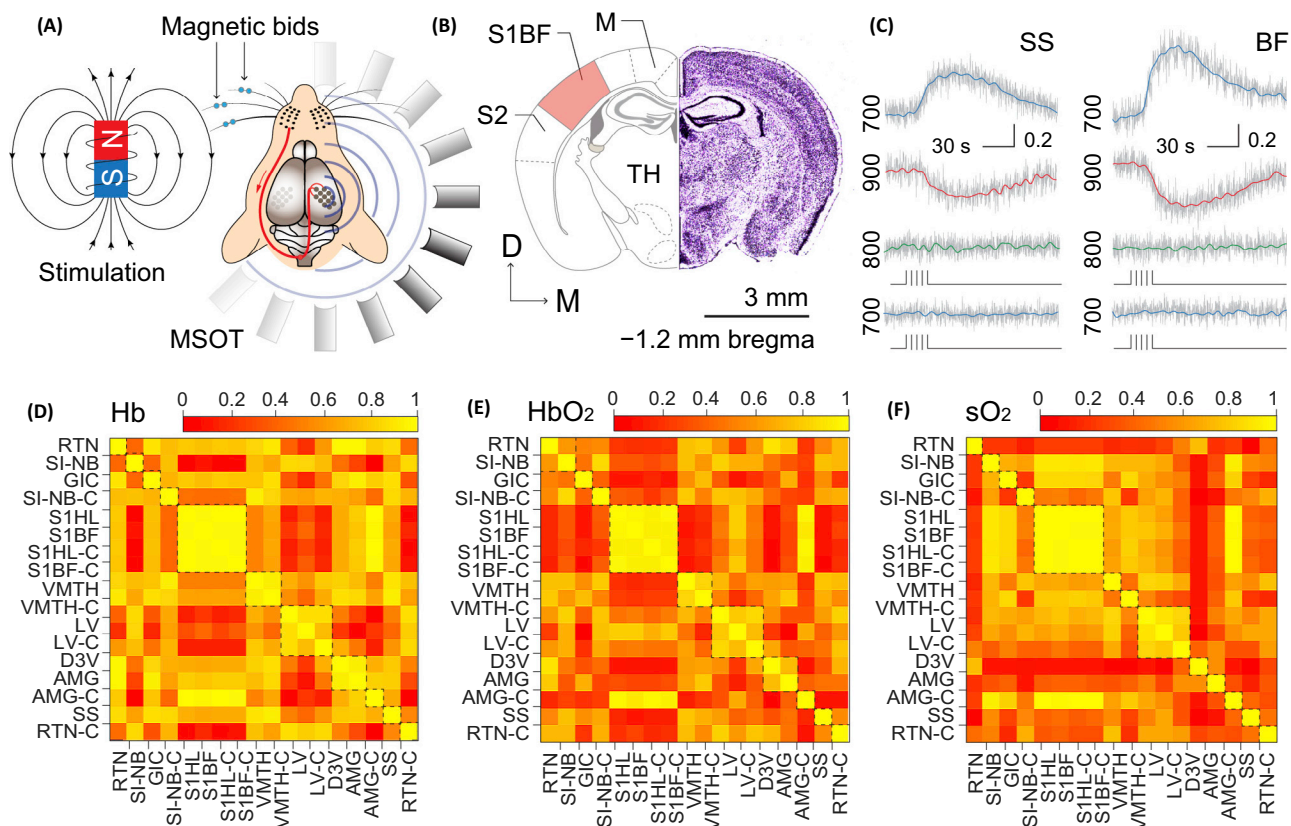 (A)
Magnetic bids
N
S
Stimulation
MSOT
(B)
S1BF
M
S2
TH
D
M
3 mm
−1.2 mm bregma
(C)
SS
BF
700
30 s
0.2
900
800
700
700
30 s
0.2
900
800
700
(D)
Hb
0 0.2 0.2 0.6 0.8 1
RTN
SI-NB
GIC
SI-NB-C
S1HL
S1BF
S1HL-C
S1BF-C
VMTH
VMTH-C
LV
LV-C
D3V
AMG
AMG-C
SS
RTN-C
RTN
SI-NB
GIC
SI-NB-C
S1HL
S1BF
S1HL-C
S1BF-C
VMTH
VMTH-C
LV
LV-C
D3V
AMG
AMG-C
SS
RTN-C
(E)
HbO2
0 0.2 0.4 0.6 0.8 1
RTN
SI-NB
GIC
SI-NB-C
S1HL
S1BF
S1HL-C
S1BF-C
VMTH
VMTH-C
LV
LV-C
D3V
AMG
AMG-C
SS
RTN-C
RTN
SI-NB
GIC
SI-NB-C
S1HL
S1BF
S1HL-C
S1BF-C
VMTH
VMTH-C
LV
LV-C
D3V
AMG
AMG-C
SS
RTN-C
(F)
sO2
0 0.2 0.4 0.6 0.8 1
RTN
SI-NB
GIC
SI-NB-C
S1HL
S1BF
S1HL-C
S1BF-C
VMTH
VMTH-C
LV
LV-C
D3V
AMG
AMG-C
SS
RTN-C
RTN
SI-NB
GIC
SI-NB-C
S1HL
S1BF
S1HL-C
S1BF-C
VMTH
VMTH-C
LV
LV-C
D3V
AMG
AMG-C
SS
RTN-C